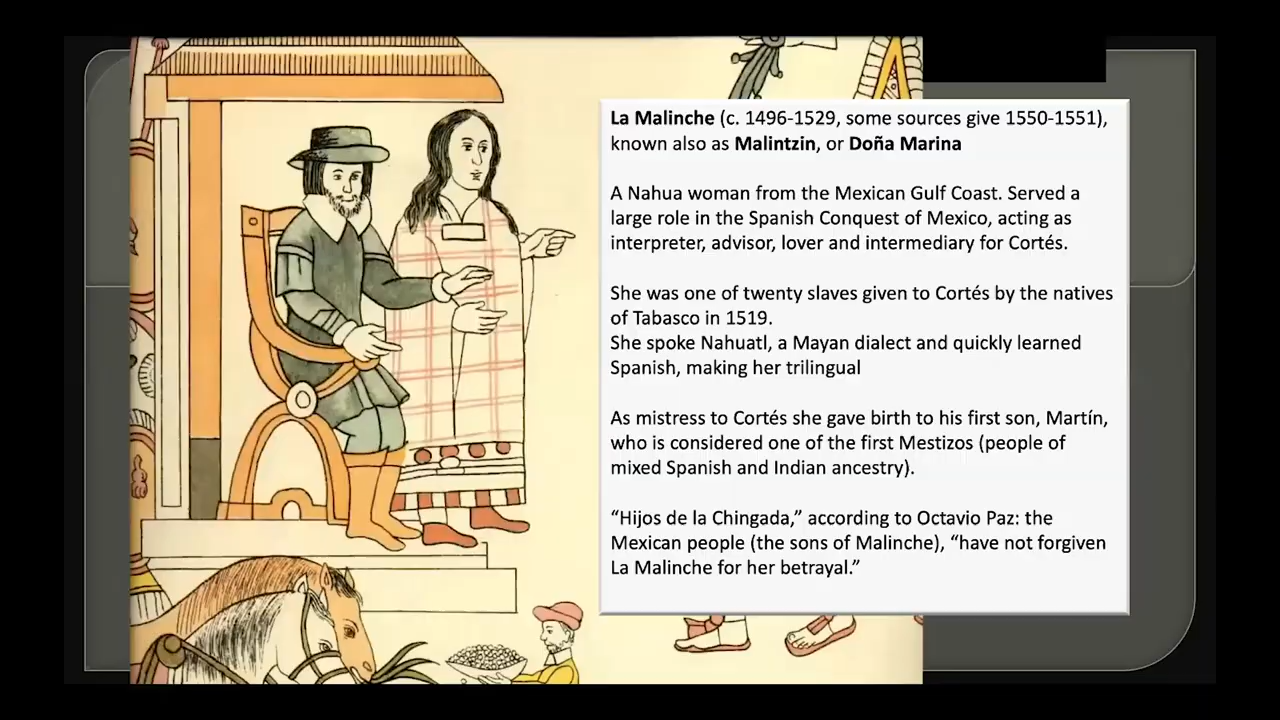 La Malinche (c. 1496-1529, some sources give 1550-1551),
known also as Malintzin, or Doña Marina
A Nahua woman from the Mexican Gulf Coast. Served a
large role in the Spanish Conquest of Mexico, acting as
interpreter, advisor, lover and intermediary for Cortés.
She was one of twenty slaves given to Cortés by the natives
of Tabasco in 1519.
She spoke Nahuatl, a Mayan dialect and quickly learned
Spanish, making her trilingual
As mistress to Cortés she gave birth to his first son, Martín,
who is considered one of the first Mestizos (people of
mixed Spanish and Indian ancestry).
“Hijos de la Chingada,” according to Octavio Paz: the
Mexican people (the sons of Malinche), “have not forgiven
La Malinche for her betrayal.”